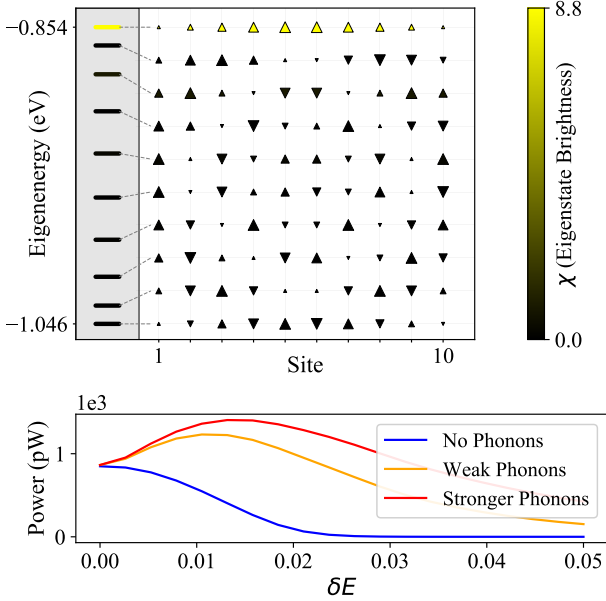 −0.854
−1.046
Eigenenergy (eV)
1
10
Site
8.8
0.0
χ (Eigenstate Brightness)
1e3
1
0
Power (pW)
No Phonons
Weak Phonons
Stronger Phonons
0.00
0.01
0.02
0.03
0.04
0.05
δE